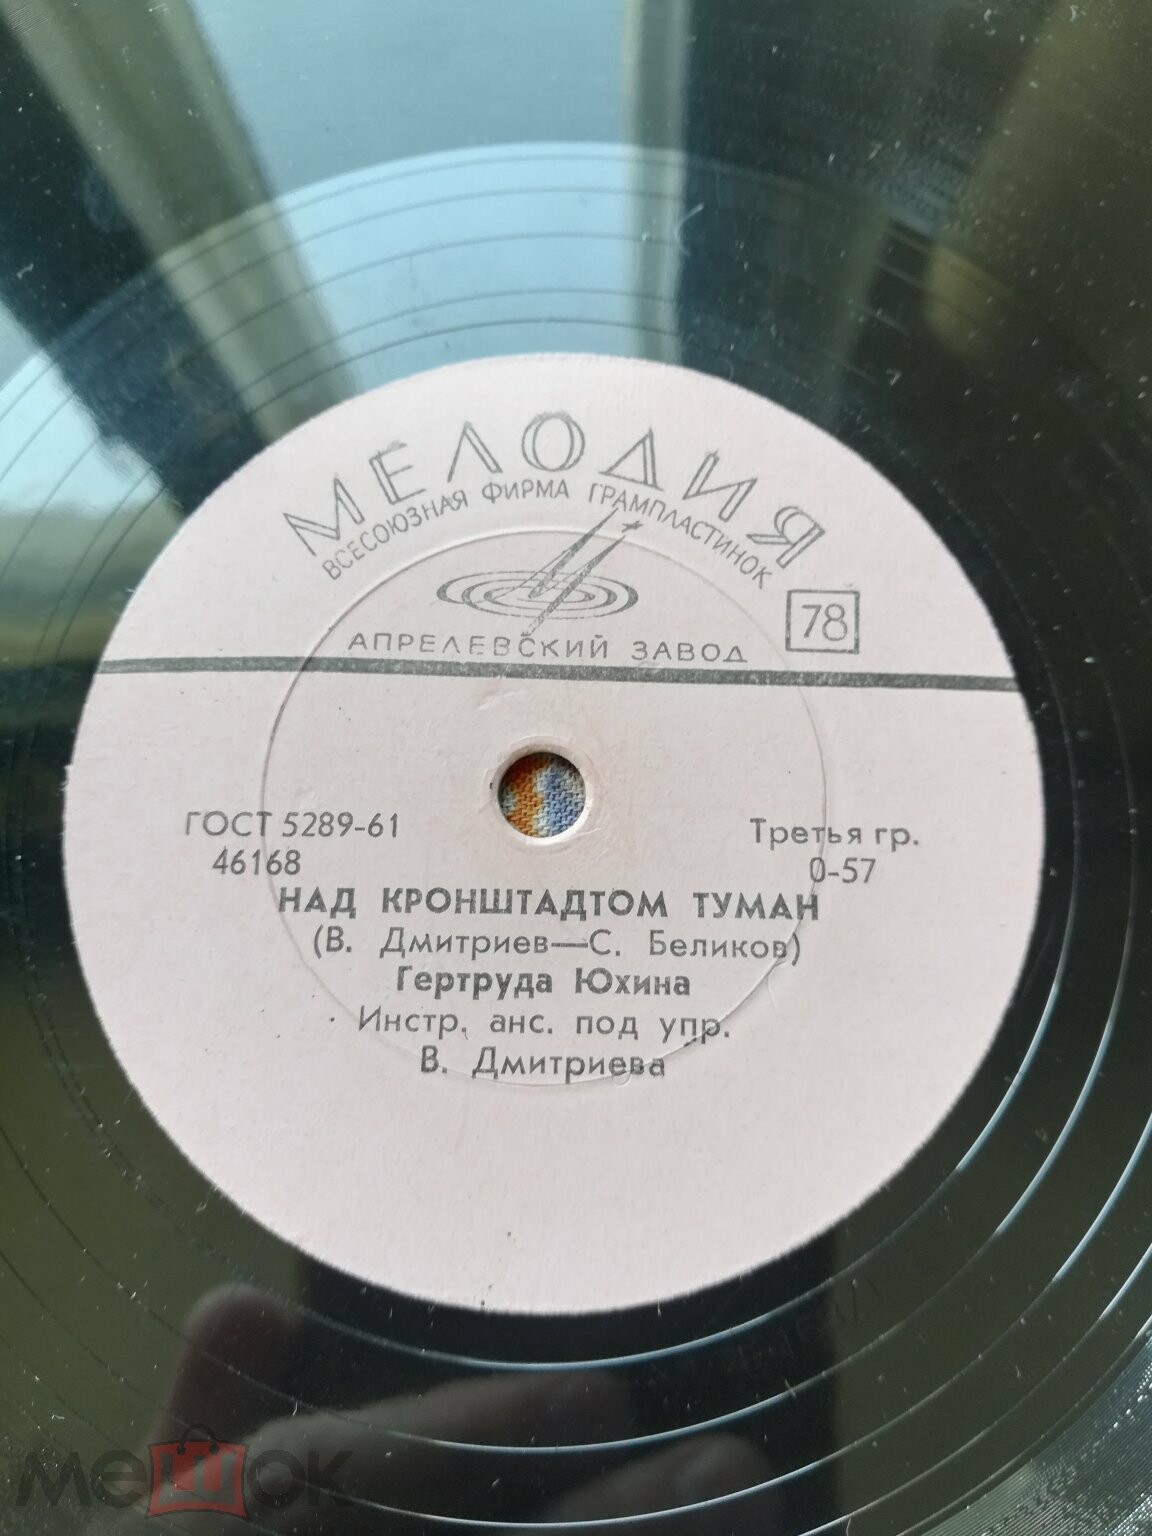 МЕЛОДИЯ
ВСЕСОЮЗНАЯ ФИРМА ГРАМПЛАСТИНОК
АПРЕЛЕВСКИЙ ЗАВОД
78
ГОСТ 5289-61
46168
Третья гр.
0-57
НАД КРОНШТАДТОМ ТУМАН
(В. Дмитриев—С. Беликов)
Гертруда Юхина
Инстр. анс. под упр.
В. Дмитриева
мешок